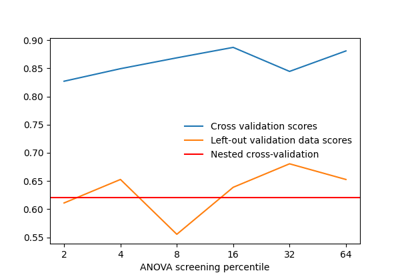 0.90
0.85
0.80
0.75
0.70
0.65
0.60
0.55
Cross validation scores
Left-out validation data scores
Nested cross-validation
2 4 8 16 32 64
ANOVA screening percentile